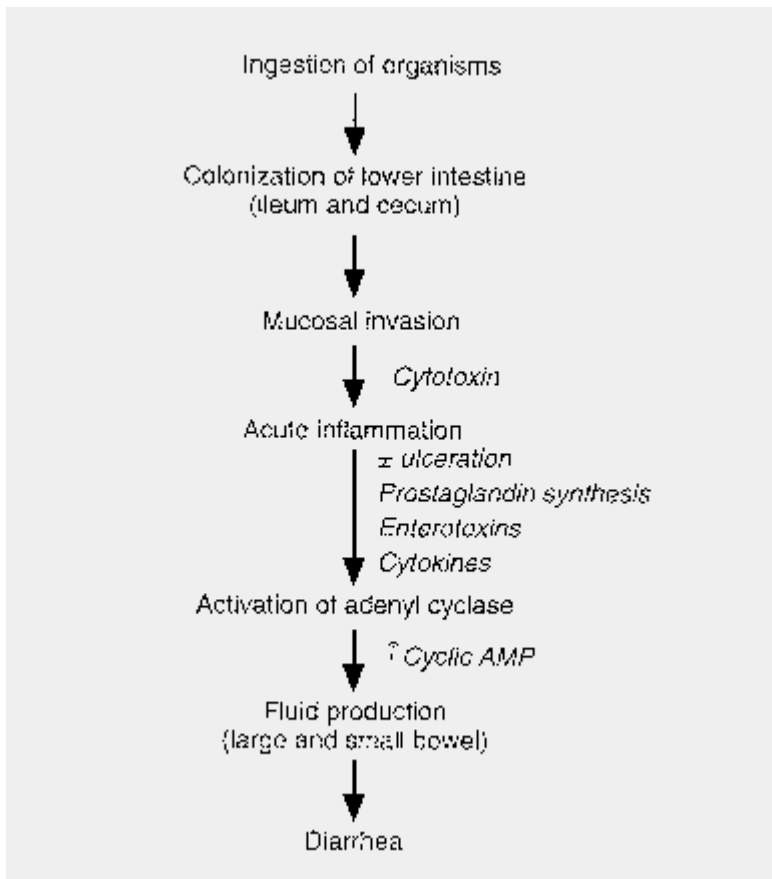 Ingestion of organisms
Colonization of lower intestine
(ileum and cecum)
Mucosal invasion
Cytotoxin
Acute inflammation
± ulceration
Prostaglandin synthesis
Enterotoxins
Cytokines
Activation of adenyl cyclase
↑ Cyclic AMP
Fluid production
(large and small bowel)
Diarrhea